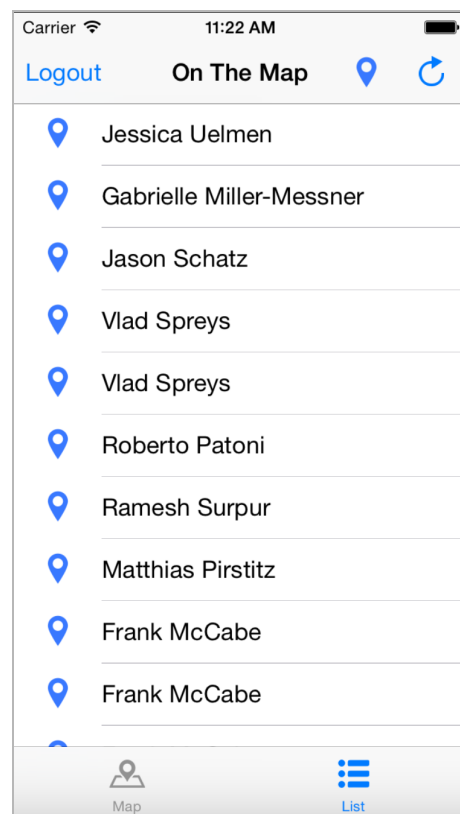 Carrier 11:22 AM
Logout On The Map
Jessica Uelmen
Gabrielle Miller-Messner
Jason Schatz
Vlad Spreys
Vlad Spreys
Roberto Patoni
Ramesh Surpur
Matthias Pirstitz
Frank McCabe
Frank McCabe
Map List